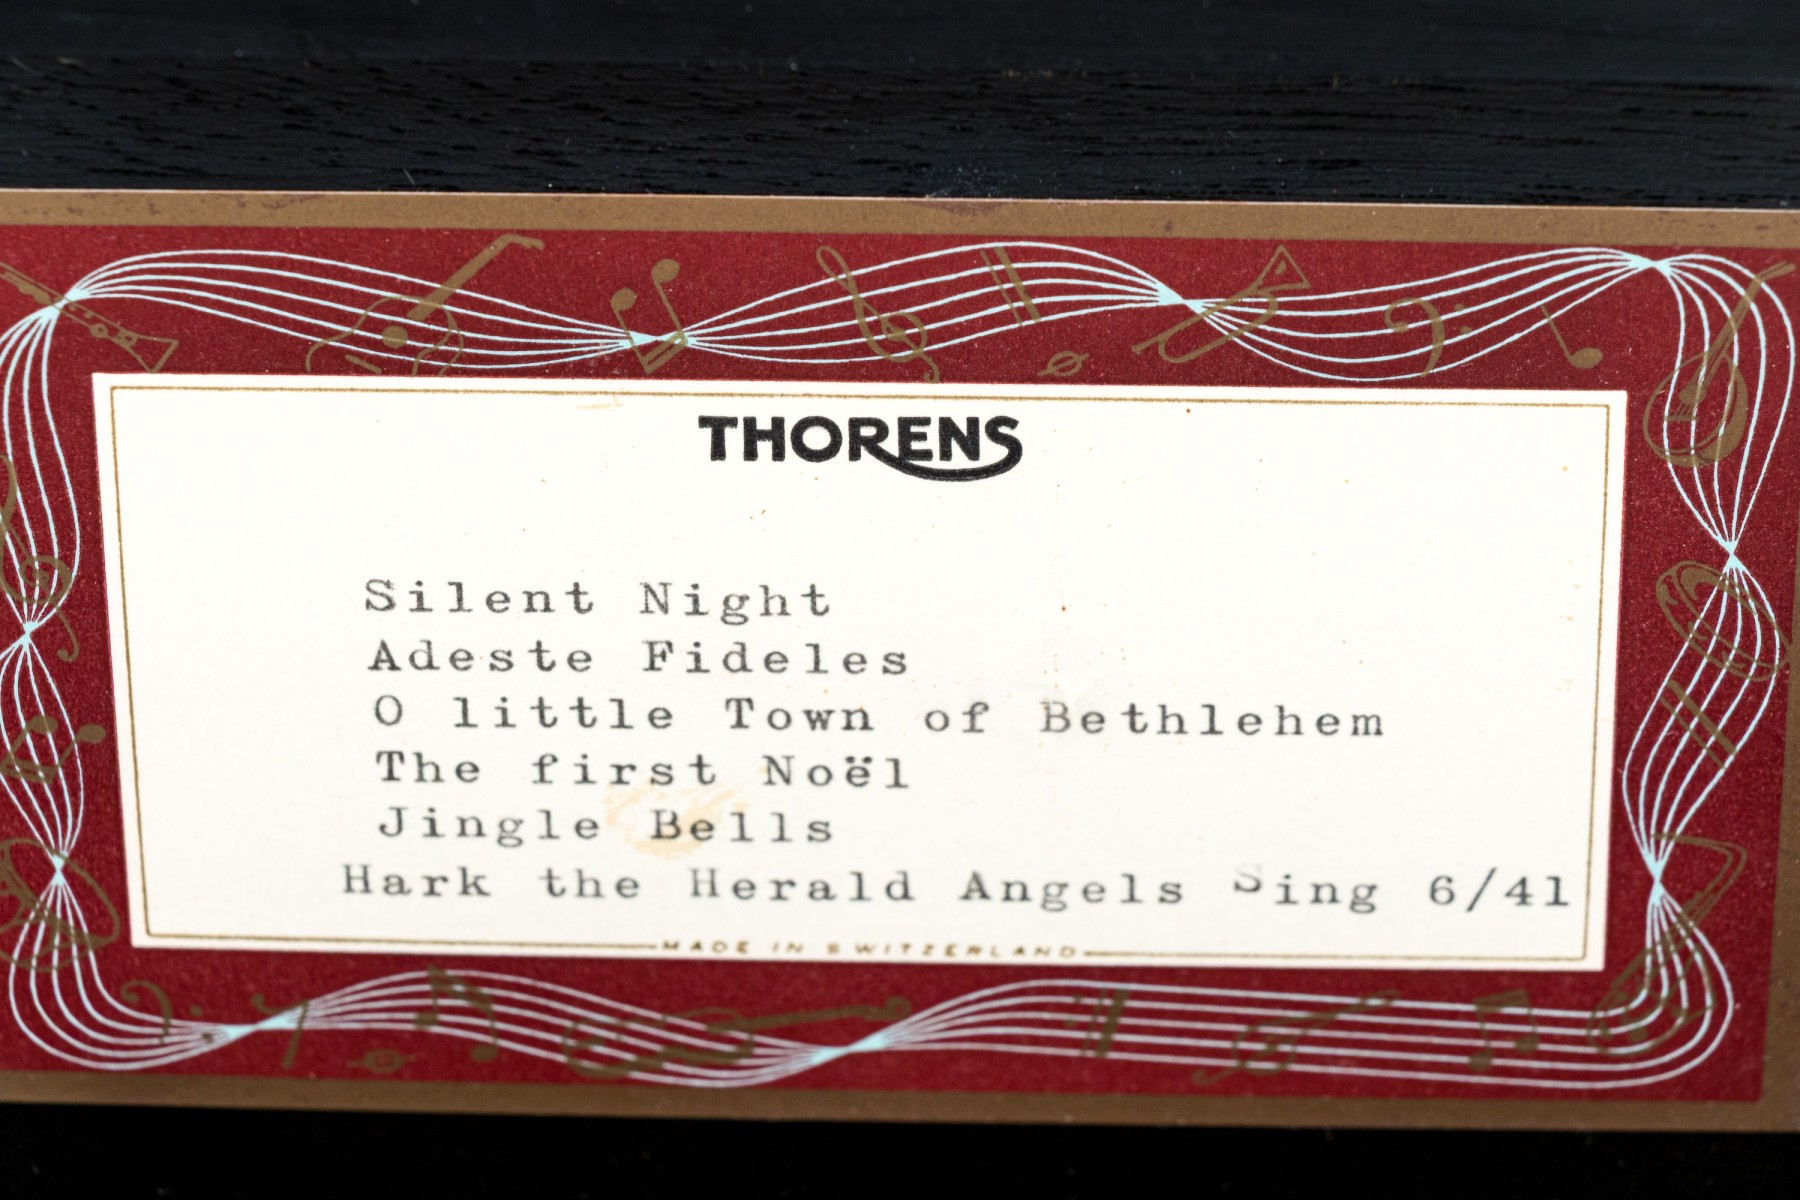 THORENS
Silent Night
Adeste Fideles
O little Town of Bethlehem
The first Noël
Jingle Bells
Hark the Herald Angels Sing 6/41
MADE IN SWITZERLAND